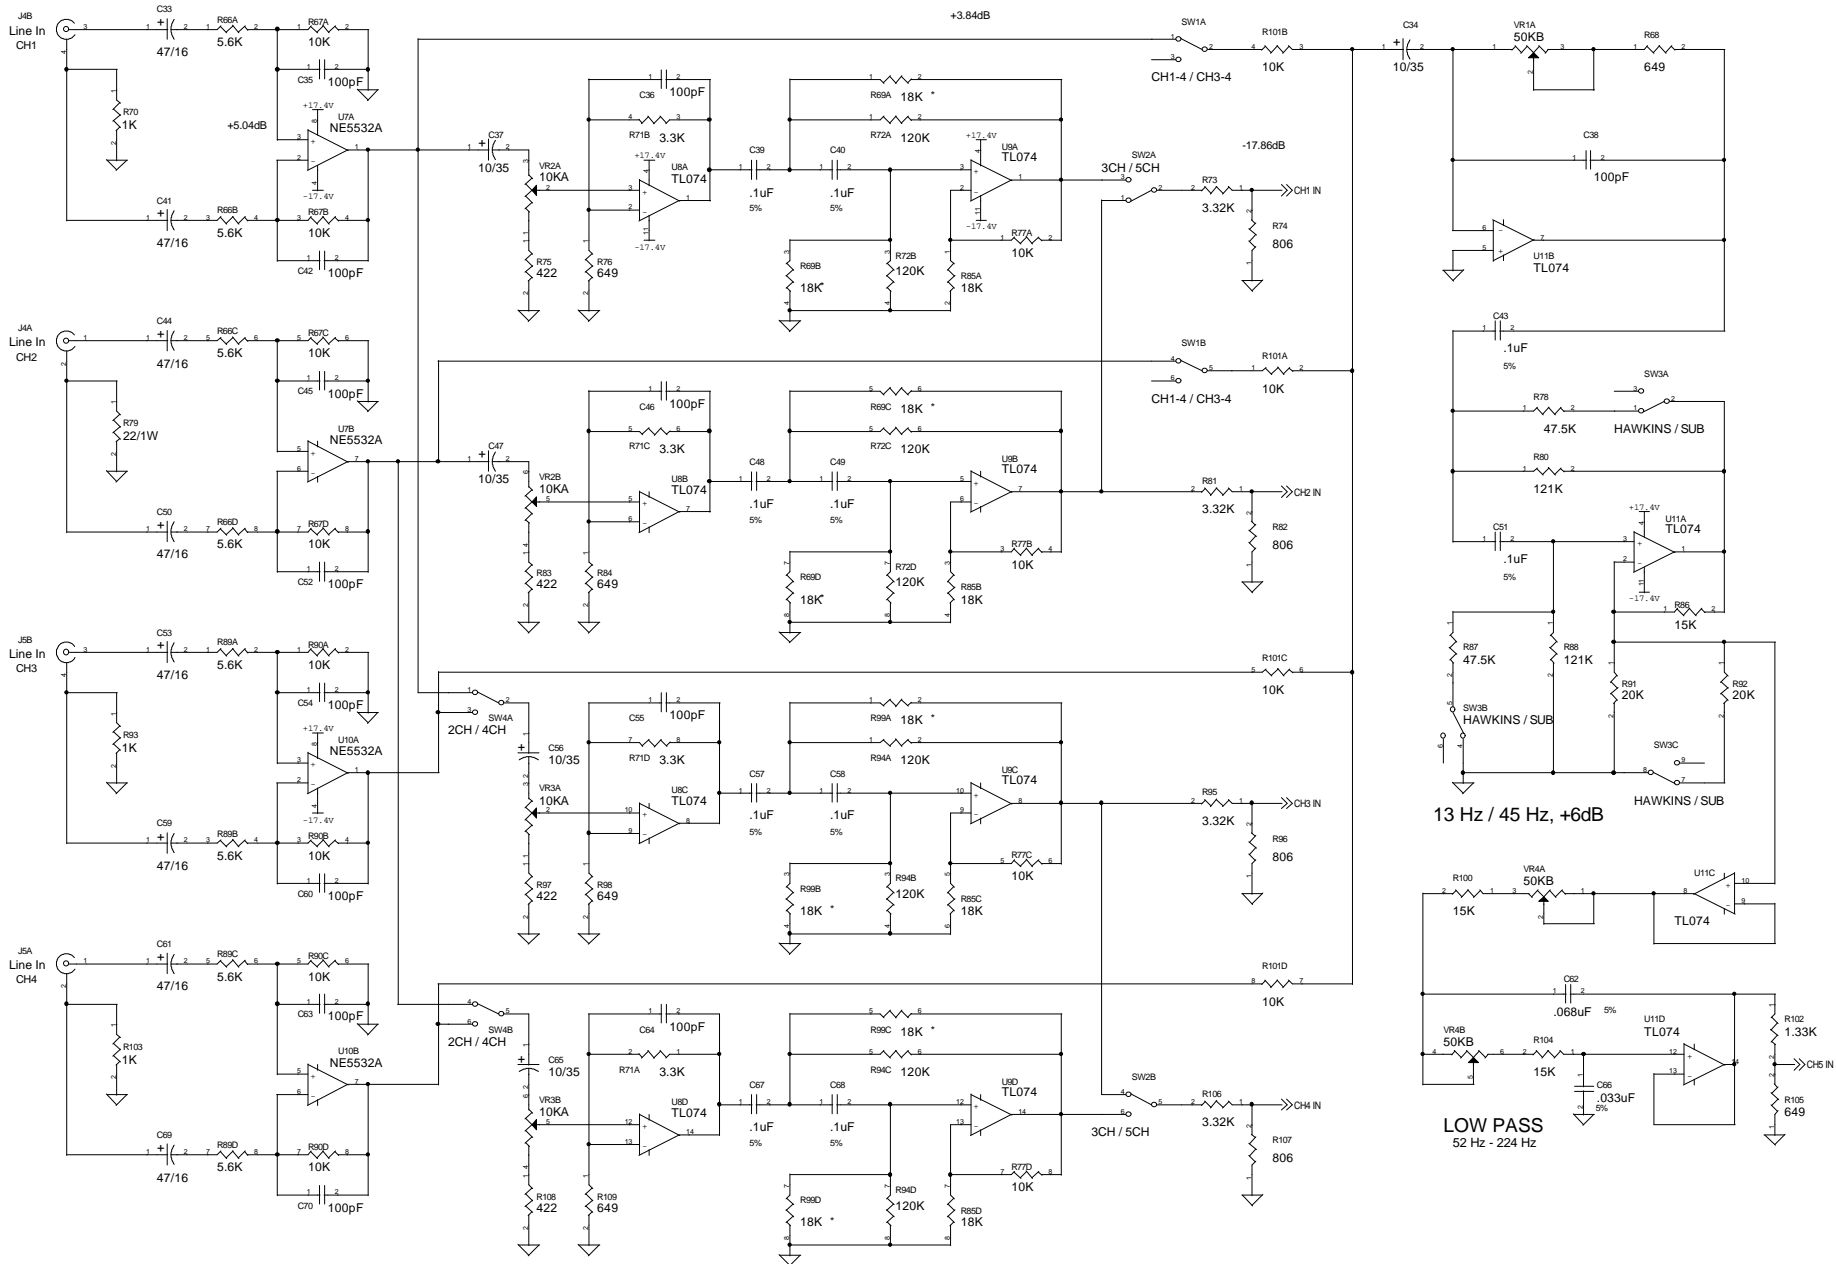 J4B
Line In
CH1
C33
47/16
R66A
5.6K
R67A
10K
C35
100pF
R70
1K
+5.04dB
+17.4V
U7A
NE5532A
-17.4V
C41
47/16
R66B
5.6K
R67B
10K
C42
100pF
C37
10/35
VR2A
10KA
R75
422
R76
649
C36
100pF
R71B
3.3K
+17.4V
U8A
TL074
-17.4V
C39
.1uF
5%
C40
.1uF
5%
R69A
18K *
R72A
120K
+17.4V
U9A
TL074
-17.4V
R69B
18K*
R72B
120K
R77A
10K
R85A
18K
+3.84dB
SW1A
CH1-4 / CH3-4
R101B
10K
SW2A
3CH / 5CH
-17.86dB
R73
3.32K
CH1 IN
R74
806
C34
10/35
VR1A
50KB
R68
649
C38
100pF
U11B
TL074
J4A
Line In
CH2
C44
47/16
R66C
5.6K
R67C
10K
C45
100pF
R79
22/1W
U7B
NE5532A
C50
47/16
R66D
5.6K
R67D
10K
C52
100pF
C47
10/35
VR2B
10KA
R83
422
R84
649
C46
100pF
R71C
3.3K
U8B
TL074
C48
.1uF
5%
C49
.1uF
5%
R69C
18K *
R72C
120K
U9B
TL074
R69D
18K*
R72D
120K
R77B
10K
R85B
18K
SW1B
CH1-4 / CH3-4
R101A
10K
R81
3.32K
CH2 IN
R82
806
C43
.1uF
5%
SW3A
R78
47.5K
HAWKINS / SUB
R80
121K
C51
.1uF
5%
+17.4V
U11A
TL074
-17.4V
R86
15K
R87
47.5K
R88
121K
R91
20K
R92
20K
SW3B
HAWKINS / SUB
SW3C
HAWKINS / SUB
13 Hz / 45 Hz, +6dB
J5B
Line In
CH3
C53
47/16
R89A
5.6K
R90A
10K
C54
100pF
R93
1K
+17.4V
U10A
NE5532A
-17.4V
C59
47/16
R89B
5.6K
R90B
10K
C60
100pF
SW4A
2CH / 4CH
C56
10/35
VR3A
10KA
R97
422
R98
649
C55
100pF
R71D
3.3K
U8C
TL074
C57
.1uF
5%
C58
.1uF
5%
R99A
18K *
R94A
120K
U9C
TL074
R99B
18K *
R94B
120K
R77C
10K
R85C
18K
R101C
10K
R95
3.32K
CH3 IN
R96
806
R100
15K
VR4A
50KB
U11C
TL074
J5A
Line In
CH4
C61
47/16
R89C
5.6K
R90C
10K
C63
100pF
R103
1K
U10B
NE5532A
C69
47/16
R89D
5.6K
R90D
10K
C70
100pF
SW4B
2CH / 4CH
C65
10/35
VR3B
10KA
R108
422
R109
649
C64
100pF
R71A
3.3K
U8D
TL074
C67
.1uF
5%
C68
.1uF
5%
R99C
18K *
R94C
120K
U9D
TL074
R99D
18K *
R94D
120K
R77D
10K
R85D
18K
R101D
10K
SW2B
3CH / 5CH
R106
3.32K
CH4 IN
R107
806
C62
.068uF 5%
VR4B
50KB
R104
15K
C66
.033uF
5%
U11D
TL074
R102
1.33K
CH5 IN
R105
649
LOW PASS
52 Hz - 224 Hz